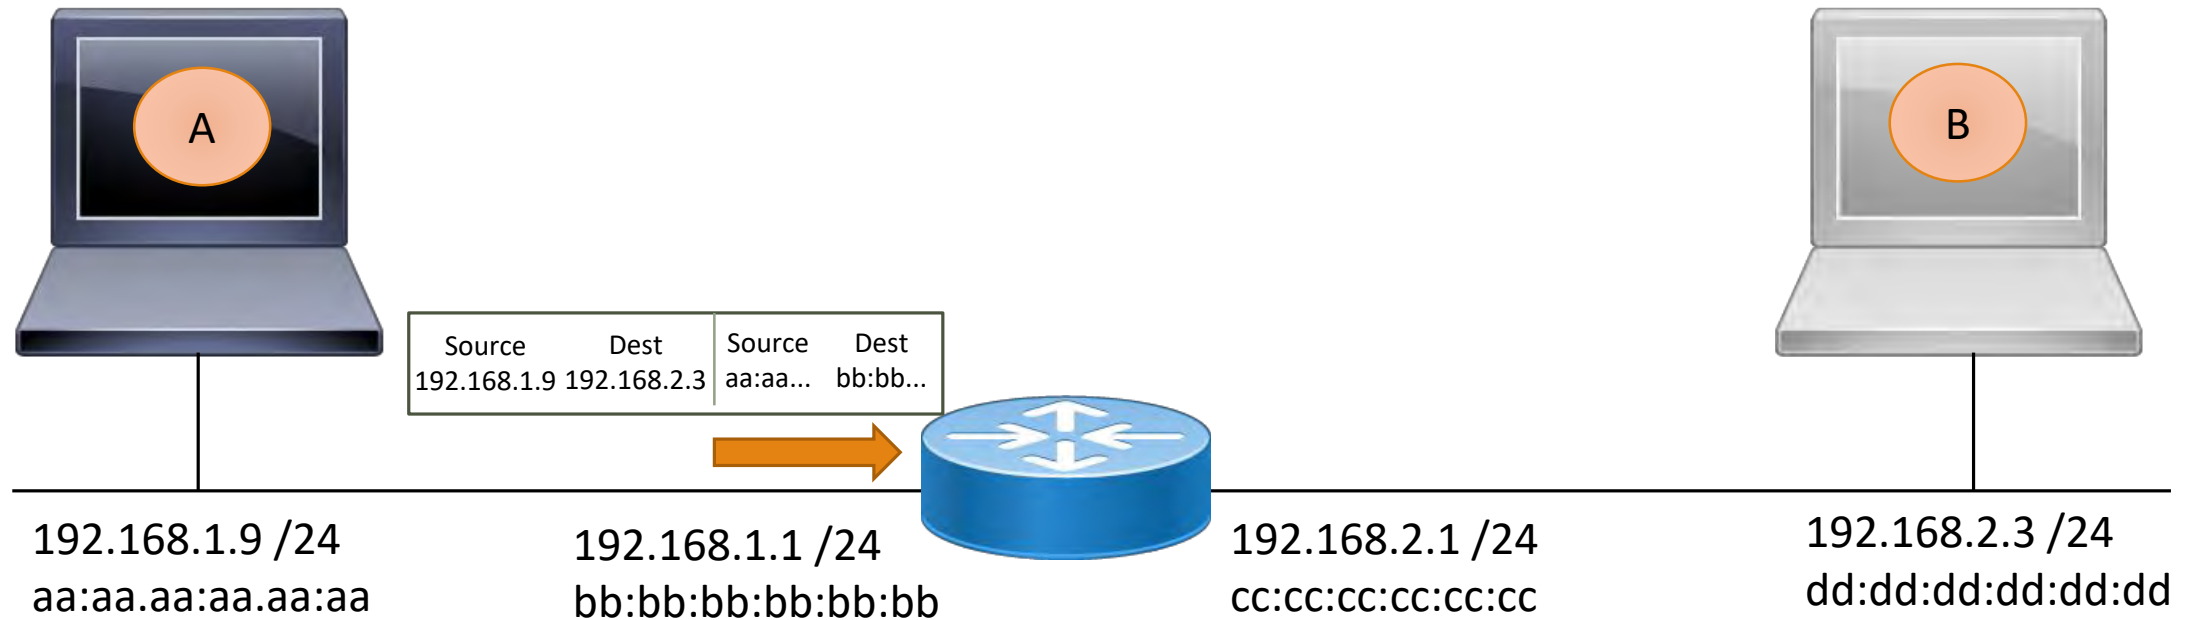 A
B
Source Dest Source Dest
192.168.1.9 192.168.2.3 aa:aa... bb:bb...
192.168.1.9 /24
aa:aa.aa:aa.aa:aa
192.168.1.1 /24
bb:bb:bb:bb:bb:bb
192.168.2.1 /24
cc:cc:cc:cc:cc:cc
192.168.2.3 /24
dd:dd:dd:dd:dd:dd